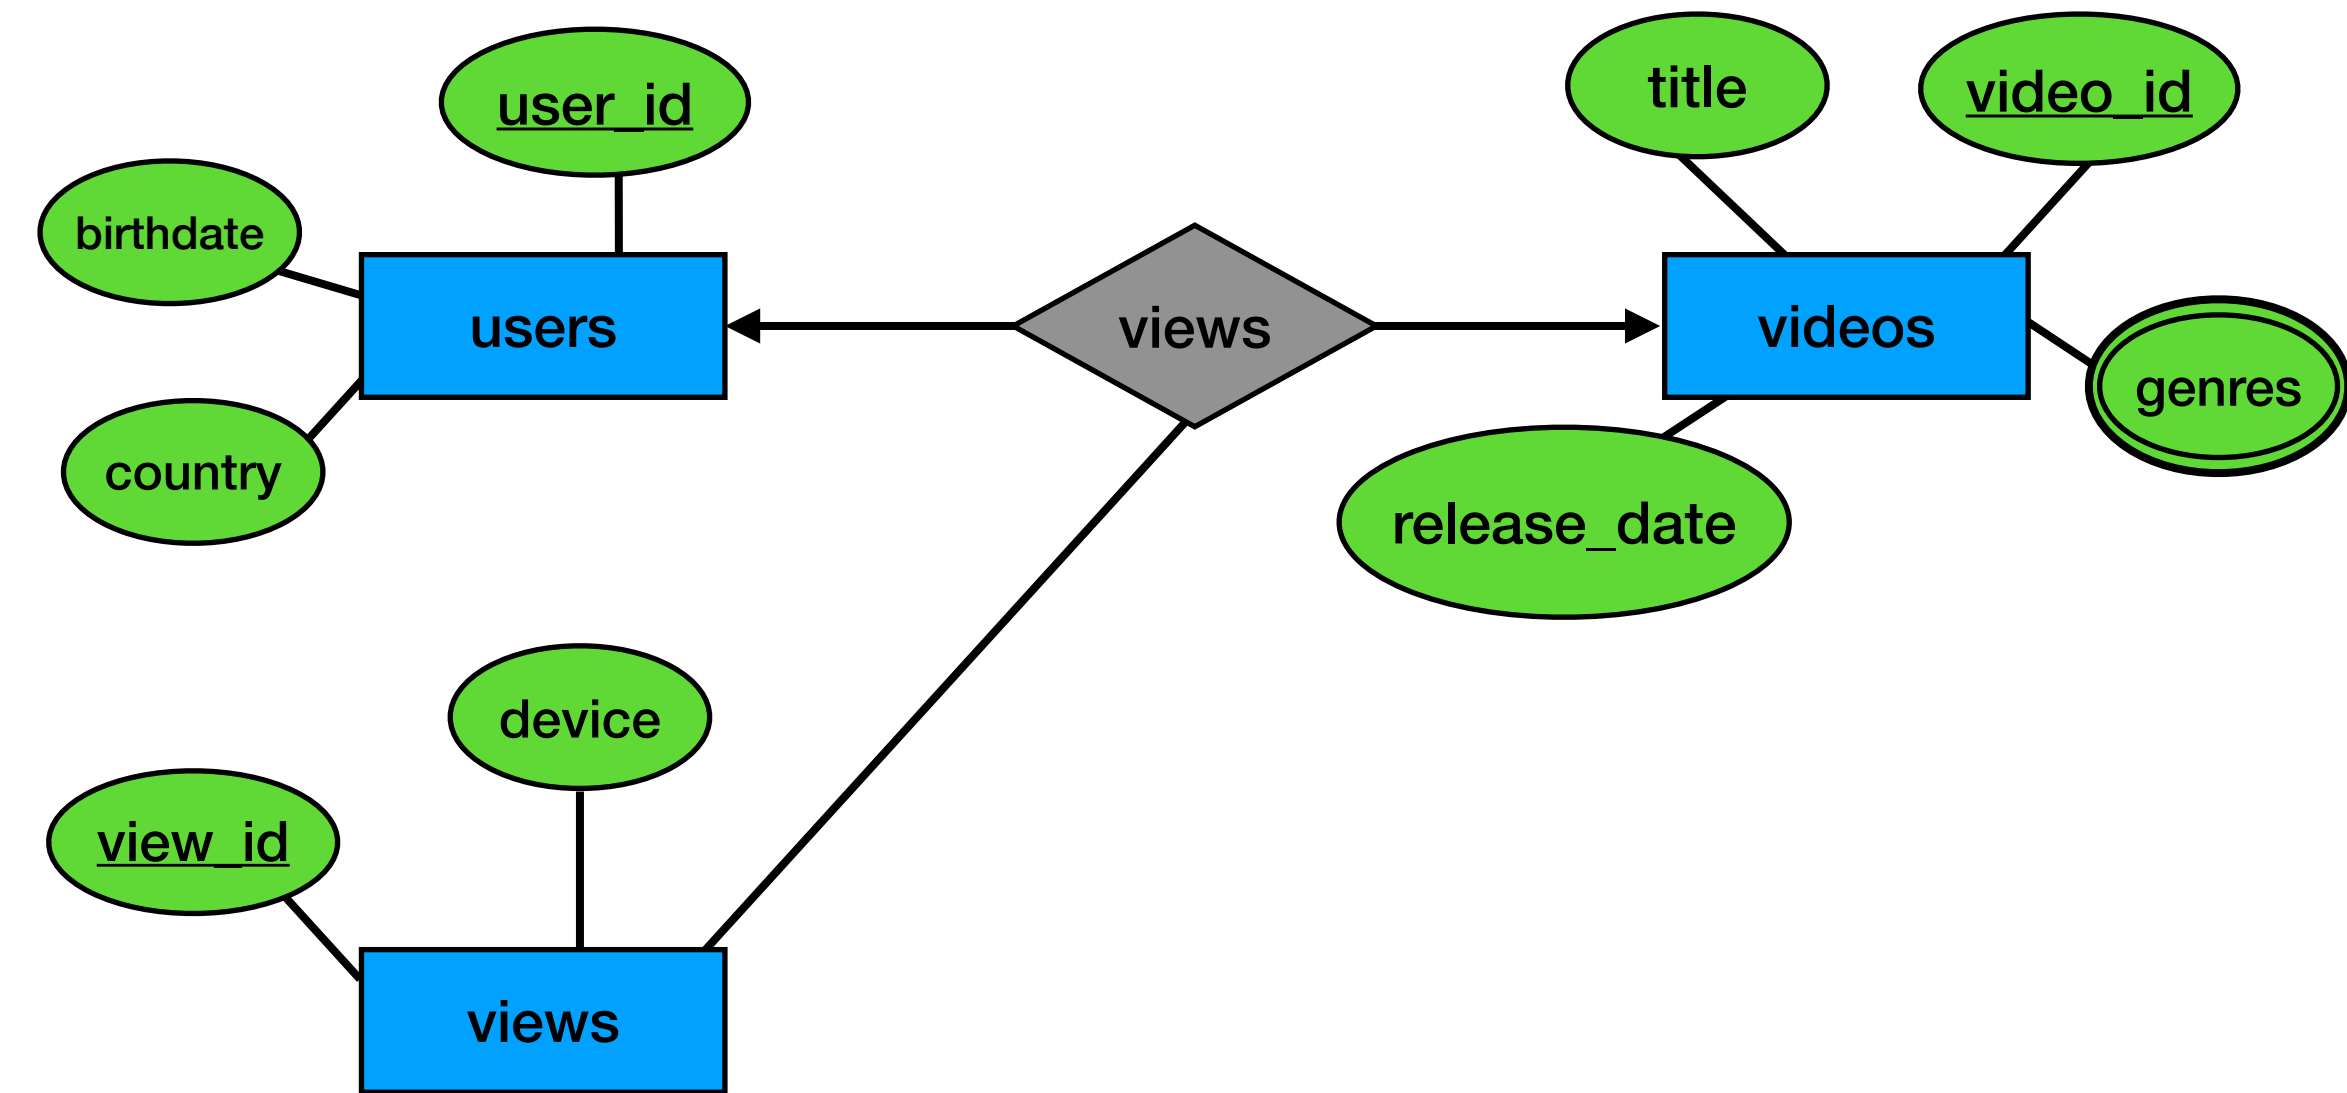 title
video_id
user_id
birthdate
users
views
videos
genres
country
release_date
device
view_id
views